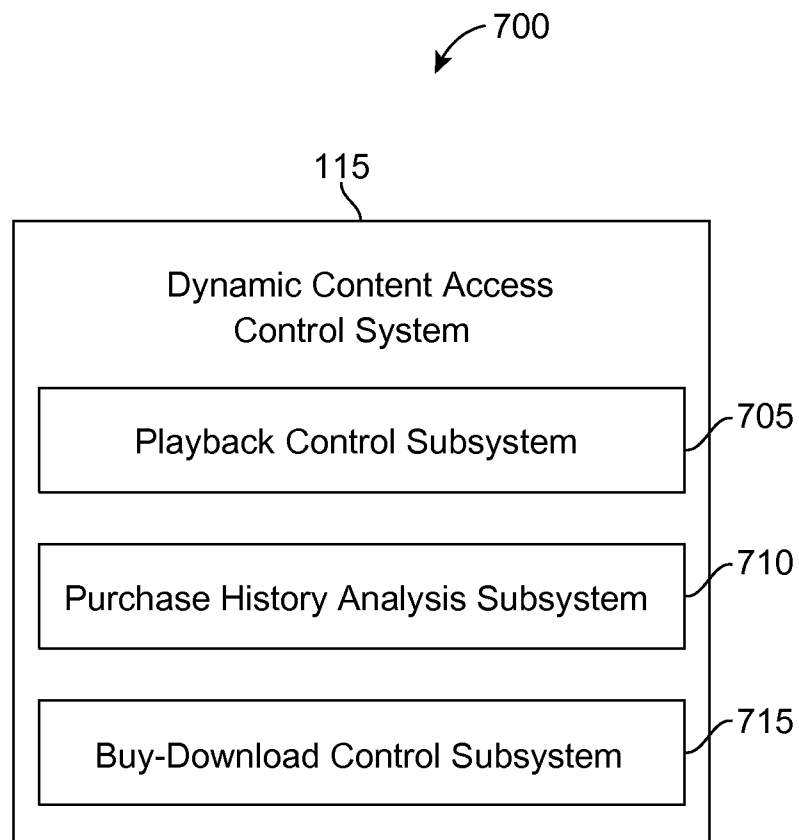 700
115
Dynamic Content Access
Control System
Playback Control Subsystem
705
Purchase History Analysis Subsystem
710
Buy-Download Control Subsystem
715